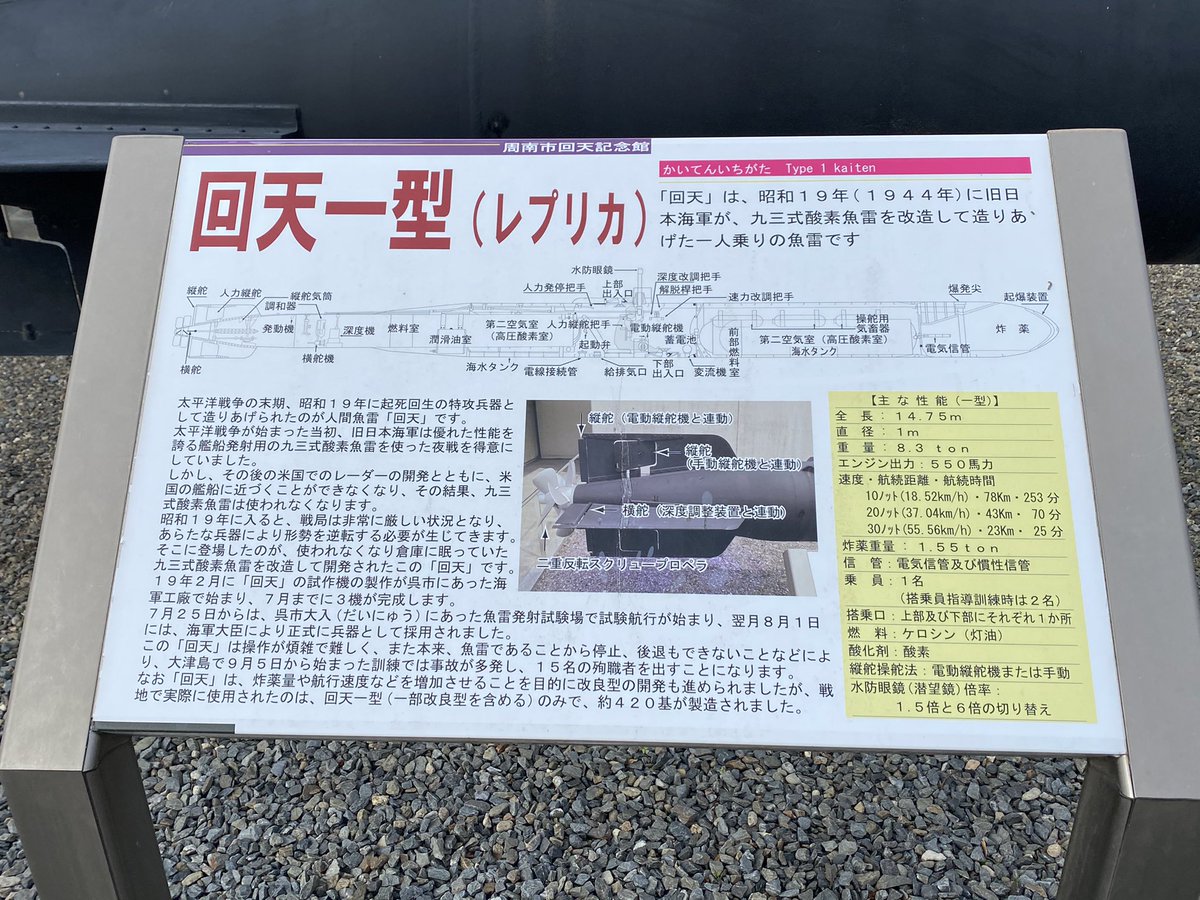 周南市回天記念館
回天一型（レプリカ）
かいてんいちがた　Type 1 kaiten
「回天」は、昭和１９年（１９４４年）に旧日
本海軍が、九三式酸素魚雷を改造して造りあ
げた一人乗りの魚雷です
縦舵
人力縦舵
調和器
縦舵気筒
発動機
深度機
横舵機
横舵
燃料室
潤滑油室
第二空気室
（高圧酸素室）
海水タンク
電線接続管
人力発停把手
水防眼鏡
上部
出入口
人力縦舵把手
起動弁
給排気口
深度改調把手
解脱桿把手
速力改調把手
電動縦舵機
蓄電池
下部
出入口
変流機
前部燃料室
第二空気室（高圧酸素室）
海水タンク
操舵用
気蓄器
爆発尖
電気信管
起爆装置
炸薬
太平洋戦争の末期、昭和１９年に起死回生の特攻兵器と
して造りあげられたのが人間魚雷「回天」です。
太平洋戦争が始まった当初、旧日本海軍は優れた性能を
誇る艦船発射用の九三式酸素魚雷を使った夜戦を得意に
していました。
しかし、その後の米国でのレーダーの開発とともに、米
国の艦船に近づくことができなくなり、その結果、九三
式酸素魚雷は使われなくなります。
昭和１９年に入ると、戦局は非常に厳しい状況となり、
あらたな兵器により形勢を逆転する必要が生じてきます。
そこに登場したのが、使われなくなり倉庫に眠っていた
九三式酸素魚雷を改造して開発されたこの「回天」です。
１９年２月に「回天」の試作機の製作が呉市にあった海
軍工廠で始まり、７月までに３機が完成します。
７月２５日からは、呉市大入（だいにゅう）にあった魚雷発射試験場で試験航行が始まり、翌月８月１日
には、海軍大臣により正式に兵器として採用されました。
この「回天」は操作が煩雑で難しく、また本来、魚雷であることから停止、後退もできないことなどによ
り、大津島で９月５日から始まった訓練では事故が多発し、１５名の殉職者を出すことになります。
なお「回天」は、炸薬量や航行速度などを増加させることを目的に改良型の開発も進められましたが、戦
地で実際に使用されたのは、回天一型（一部改良型を含める）のみで、約４２０基が製造されました。
縦舵（電動縦舵機と連動）
縦舵
（手動縦舵機と連動）
横舵（深度調整装置と連動）
二重反転スクリュープロペラ
【主な性能（一型）】
全　長：１４.７５ｍ
直　径：１ｍ
重　量：８.３ ｔｏｎ
エンジン出力：５５０馬力
速度・航続距離・航続時間
10ﾉｯﾄ(18.52km/h)・78Km・253 分
20ﾉｯﾄ(37.04km/h)・43Km・ 70 分
30ﾉｯﾄ(55.56km/h)・23Km・ 25 分
炸薬重量：１.５５ｔｏｎ
信　管：電気信管及び慣性信管
乗　員：１名
（搭乗員指導訓練時は２名）
搭乗口：上部及び下部にそれぞれ１か所
燃　料：ケロシン（灯油）
酸化剤：酸素
縦舵操舵法：電動縦舵機または手動
水防眼鏡（潜望鏡）倍率：
１.５倍と６倍の切り替え